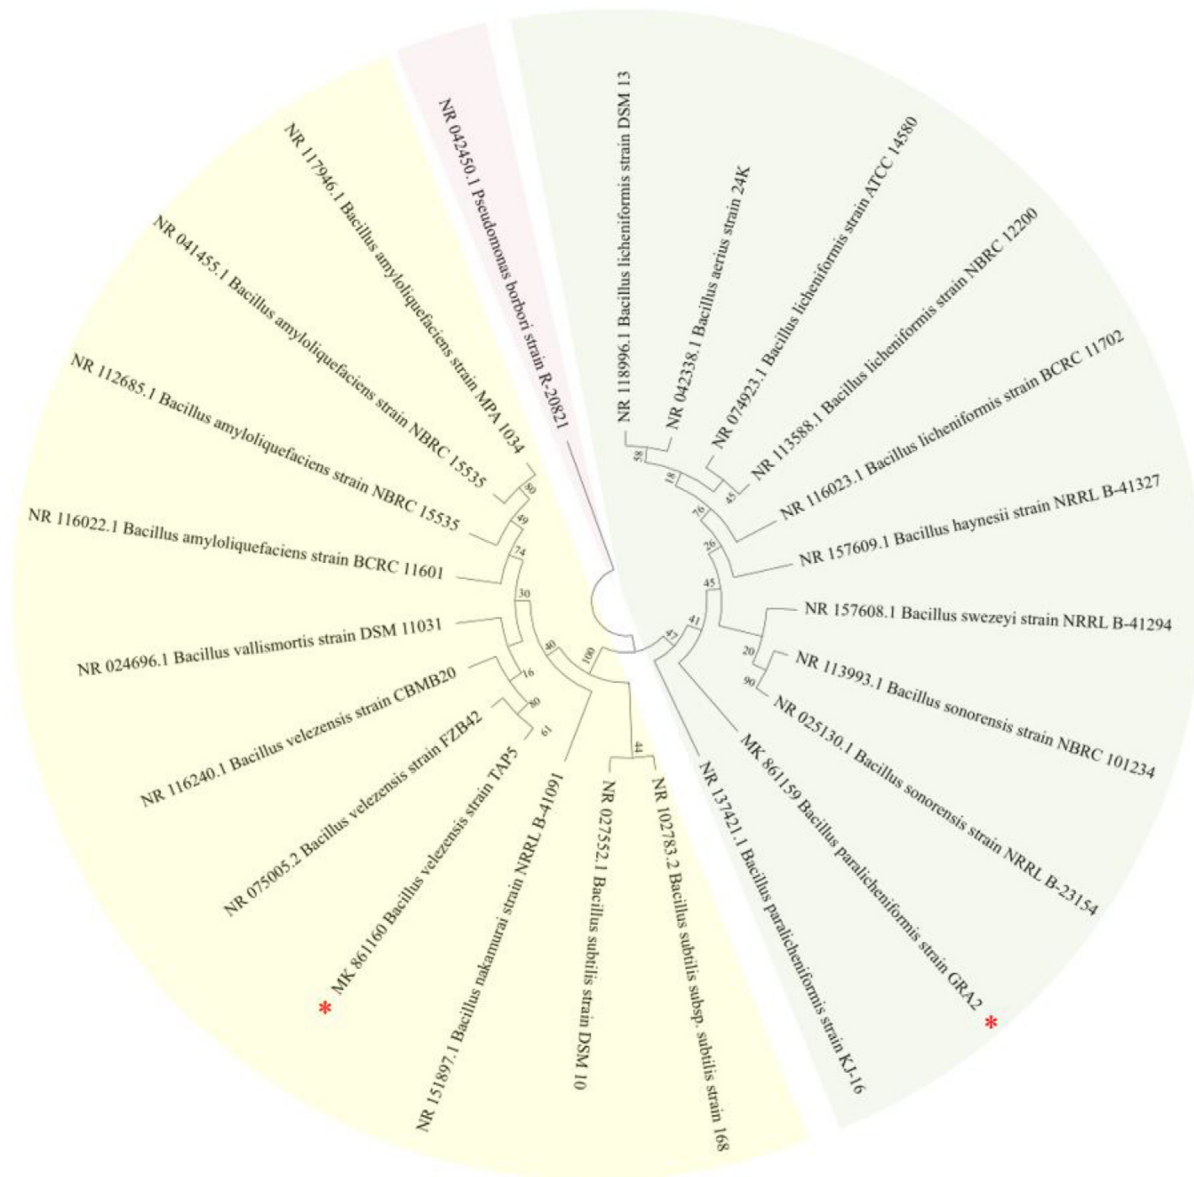 NR 118996.1 Bacillus licheniformis strain DSM 13
NR 042338.1 Bacillus aerius strain 24K
NR 074923.1 Bacillus licheniformis strain ATCC 14580
NR 113588.1 Bacillus licheniformis strain NBRC 12200
NR 116023.1 Bacillus licheniformis strain BCRC 11702
NR 157609.1 Bacillus haynesii strain NRRL B-41327
NR 157608.1 Bacillus swezeyi strain NRRL B-41294
NR 113993.1 Bacillus sonorensis strain NBRC 101234
NR 025130.1 Bacillus sonorensis strain NRRL B-23154
MK 861159 Bacillus paralicheniformis strain GRA2
*
NR 137421.1 Bacillus paralicheniformis strain KJ-16
NR 102783.2 Bacillus subtilis subsp. subtilis strain 168
NR 027552.1 Bacillus subtilis strain DSM 10
NR 151897.1 Bacillus nakamurai strain NRRL B-41091
MK 861160 Bacillus velezensis strain TAP5
*
NR 075005.2 Bacillus velezensis strain FZB42
NR 116240.1 Bacillus velezensis strain CBMB20
NR 024696.1 Bacillus vallismortis strain DSM 11031
NR 116022.1 Bacillus amyloliquefaciens strain BCRC 11601
NR 112685.1 Bacillus amyloliquefaciens strain NBRC 15535
NR 041455.1 Bacillus amyloliquefaciens strain NBRC 15535
NR 117946.1 Bacillus amyloliquefaciens strain MPA 1034
NR 042450.1 Pseudomonas borbori strain R-20821
58
18
45
76
26
45
20
90
41
47
100
44
40
30
74
49
80
16
80
61